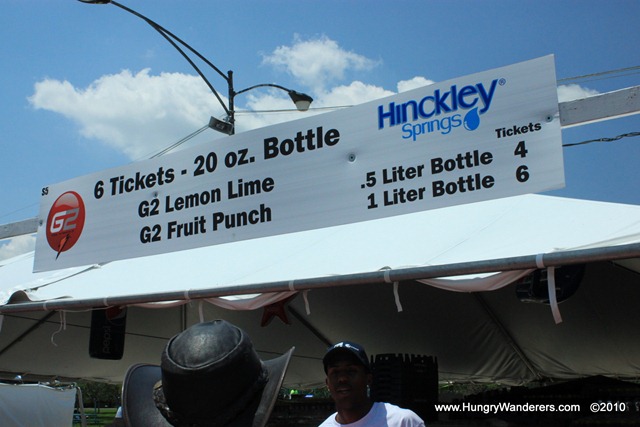 S5
G2
6 Tickets - 20 oz. Bottle
G2 Lemon Lime
G2 Fruit Punch
Hinckley®
Springs
Tickets
.5 Liter Bottle 4
1 Liter Bottle 6
www.HungryWanderers.com ©2010